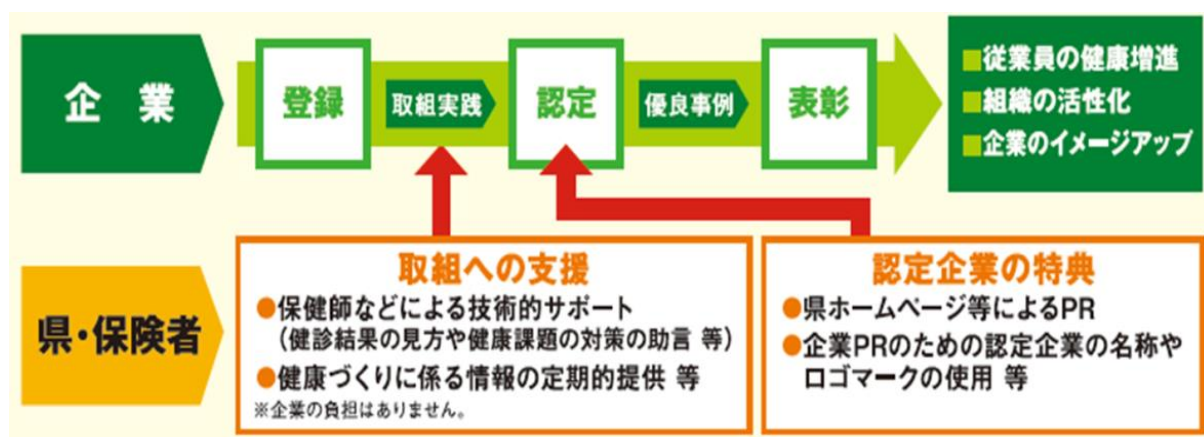 企業
登録
取組実践
認定
優良事例
表彰
■従業員の健康増進
■組織の活性化
■企業のイメージアップ
県・保険者
取組への支援
●保健師などによる技術的サポート
（健診結果の見方や健康課題の対策の助言 等）
●健康づくりに係る情報の定期的提供 等
※企業の負担はありません。
認定企業の特典
●県ホームページ等によるPR
●企業PRのための認定企業の名称や
ロゴマークの使用 等